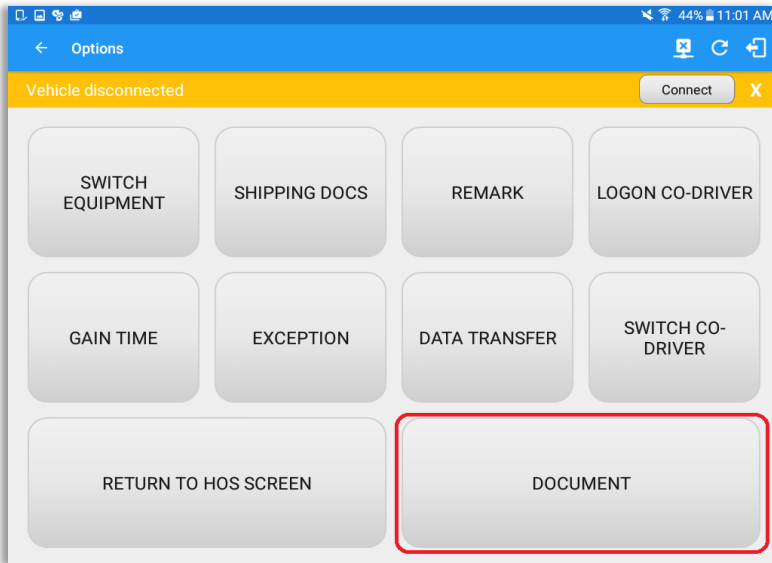 44% 11:01 AM
Options
Vehicle disconnected
Connect
X
SWITCH
EQUIPMENT
SHIPPING DOCS
REMARK
LOGON CO-DRIVER
GAIN TIME
EXCEPTION
DATA TRANSFER
SWITCH CO-
DRIVER
RETURN TO HOS SCREEN
DOCUMENT